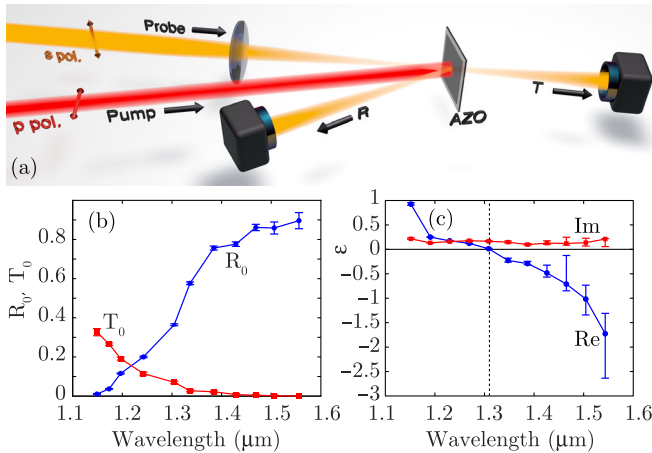 Probe
s pol.
p pol.
Pump
R
T
AZO
(a)
(b)
R₀, T₀
0.8
0.6
0.4
0.2
0
T₀
R₀
1.1 1.2 1.3 1.4 1.5 1.6
Wavelength (μm)
(c)
ε
1
0.5
0
−0.5
−1
−1.5
−2
−2.5
−3
Im
Re
1.1 1.2 1.3 1.4 1.5 1.6
Wavelength (μm)